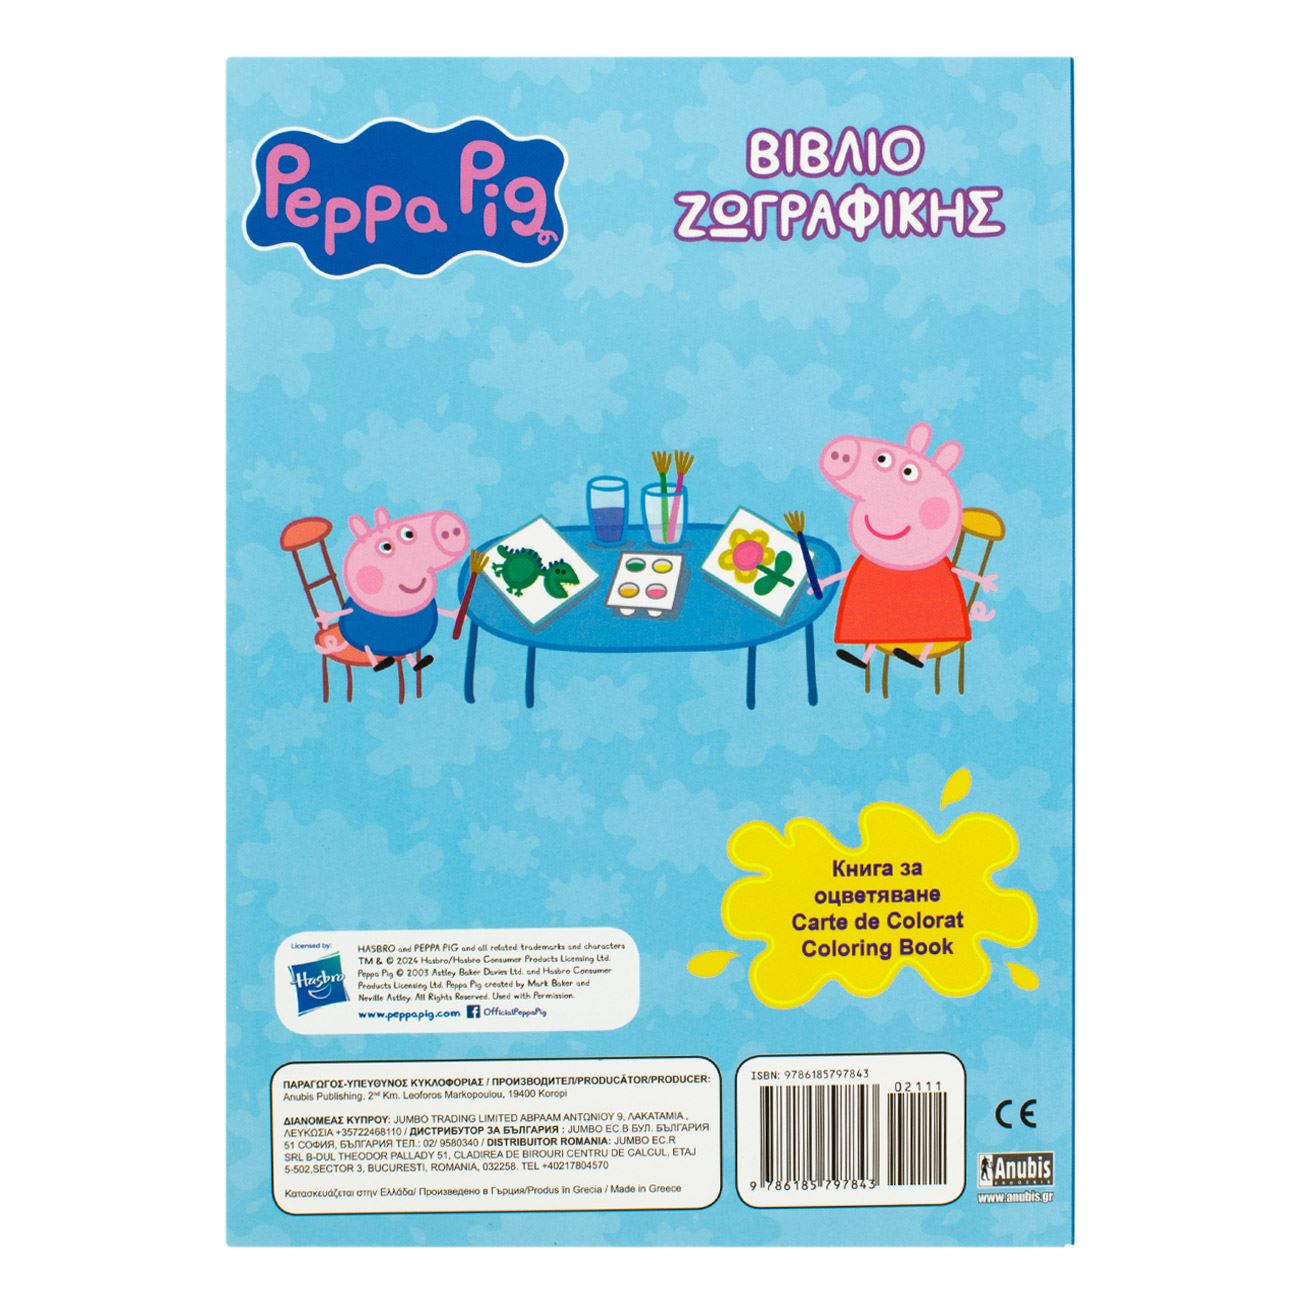 Peppa Pig
ΒΙΒΛΙΟ
ΖΩΓΡΑΦΙΚΗΣ
Книга за
оцветяване
Carte de Colorat
Coloring Book
Licensed by:
Hasbro
HASBRO and PEPPA PIG and all related trademarks and characters
TM & © 2024 Hasbro/Hasbro Consumer Products Licensing Ltd.
Peppa Pig © 2003 Astley Baker Davies Ltd. and Hasbro Consumer
Products Licensing Ltd. Peppa Pig created by Mark Baker and
Neville Astley. All Rights Reserved. Used with Permission.
www.peppapig.com OfficialPeppaPig
ΠΑΡΑΓΩΓΟΣ-ΥΠΕΥΘΥΝΟΣ ΚΥΚΛΟΦΟΡΙΑΣ / ПРОИЗВОДИТЕЛ/PRODUCĂTOR/PRODUCER:
Anubis Publishing, 2nd Km. Leoforos Markopoulou, 19400 Koropi
ΔΙΑΝΟΜΕΑΣ ΚΥΠΡΟΥ: JUMBO TRADING LIMITED ΑΒΡΑΑΜ ΑΝΤΩΝΙΟΥ 9, ΛΑΚΑΤΑΜΙΑ ,
ΛΕΥΚΩΣΙΑ +35722468110 / ДИСТРИБУТОР ЗА БЪЛГАРИЯ : JUMBO EC.B БУЛ. БЪЛГАРИЯ
51 СОФИЯ, БЪЛГАРИЯ ТЕЛ.: 02/ 9580340 / DISTRIBUITOR ROMANIA: JUMBO EC.R
SRL B-DUL THEODOR PALLADY 51, CLADIREA DE BIROURI CENTRU DE CALCUL, ETAJ
5-502,SECTOR 3, BUCURESTI, ROMANIA, 032258. TEL +40217804570
Κατασκευάζεται στην Ελλάδα/ Произведено в Гърция/Produs în Grecia / Made in Greece
ISBN: 9786185797843
02111
9 786185 797843
CE
Anubis
ΕΚΔΟΣΕΙΣ
www.anubis.gr